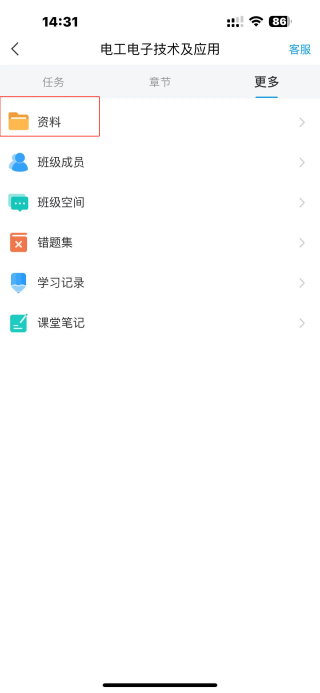 14:31
86
电工电子技术及应用
客服
任务
章节
更多
资料
班级成员
班级空间
错题集
学习记录
课堂笔记